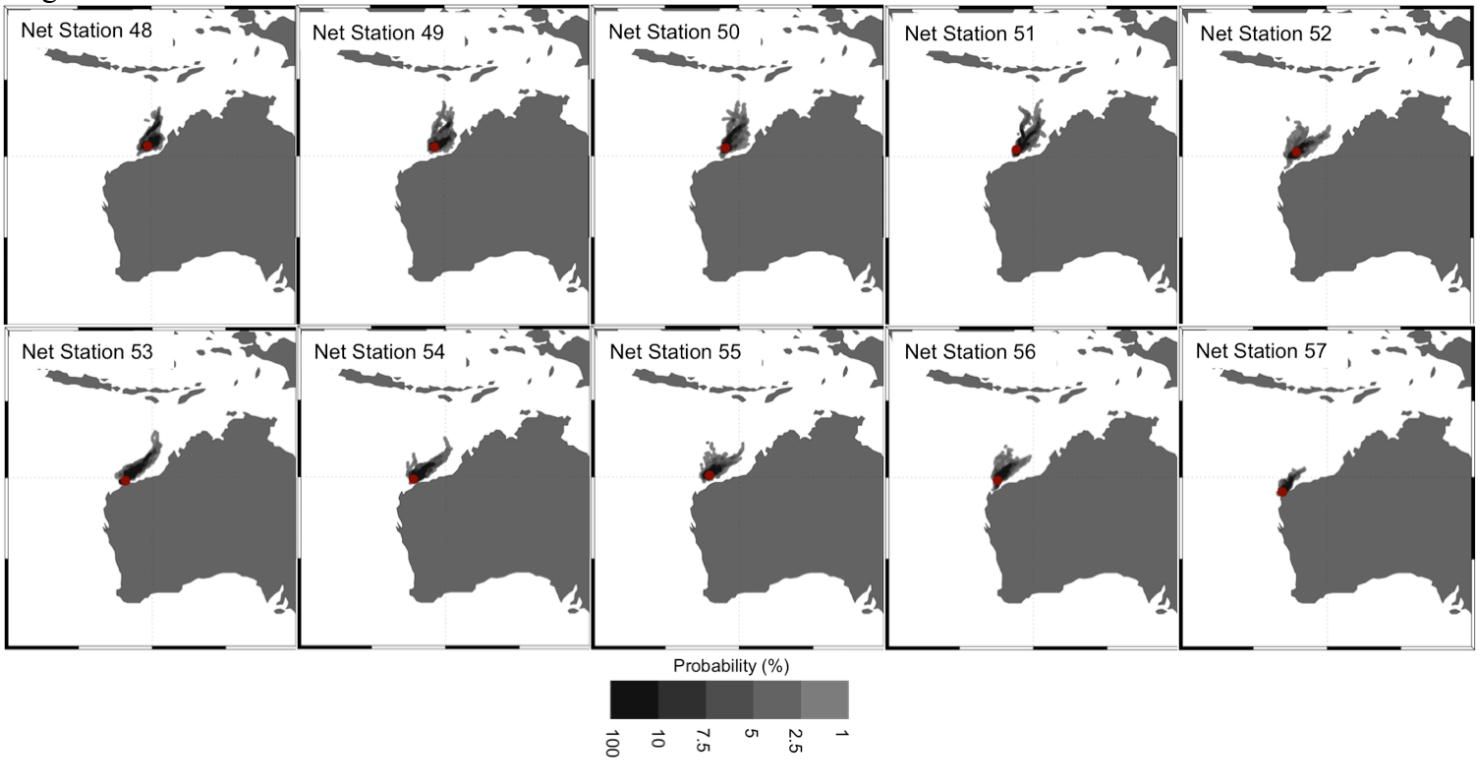 Net Station 48
Net Station 49
Net Station 50
Net Station 51
Net Station 52
Net Station 53
Net Station 54
Net Station 55
Net Station 56
Net Station 57
Probability (%)
100
10
7.5
5
2.5
1